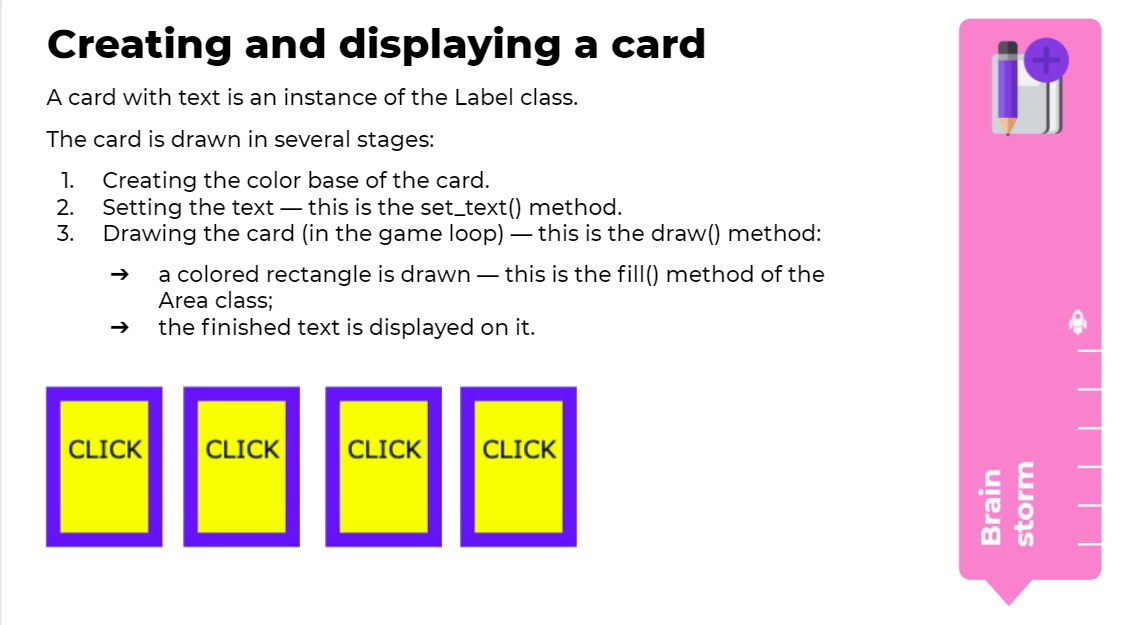 Creating and displaying a card
A card with text is an instance of the Label class.
The card is drawn in several stages:
1. Creating the color base of the card.
2. Setting the text — this is the set_text() method.
3. Drawing the card (in the game loop) — this is the draw() method:
➔ a colored rectangle is drawn — this is the fill() method of the
Area class;
➔ the finished text is displayed on it.
CLICK CLICK CLICK CLICK
Brain
storm